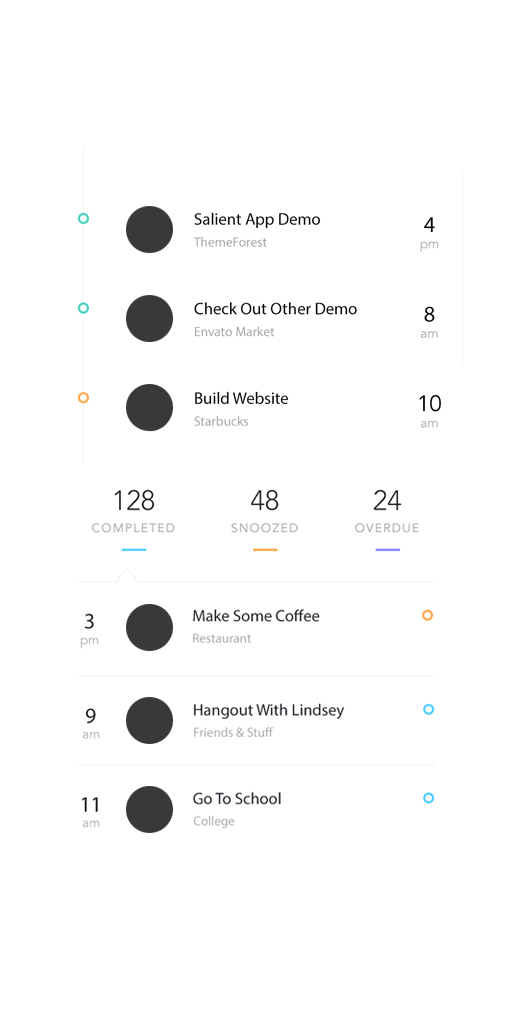 Salient App Demo
ThemeForest
4
pm
Check Out Other Demo
Envato Market
8
am
Build Website
Starbucks
10
am
128 48 24
COMPLETED SNOOZED OVERDUE
3
pm
Make Some Coffee
Restaurant
9
am
Hangout With Lindsey
Friends & Stuff
11
am
Go To School
College